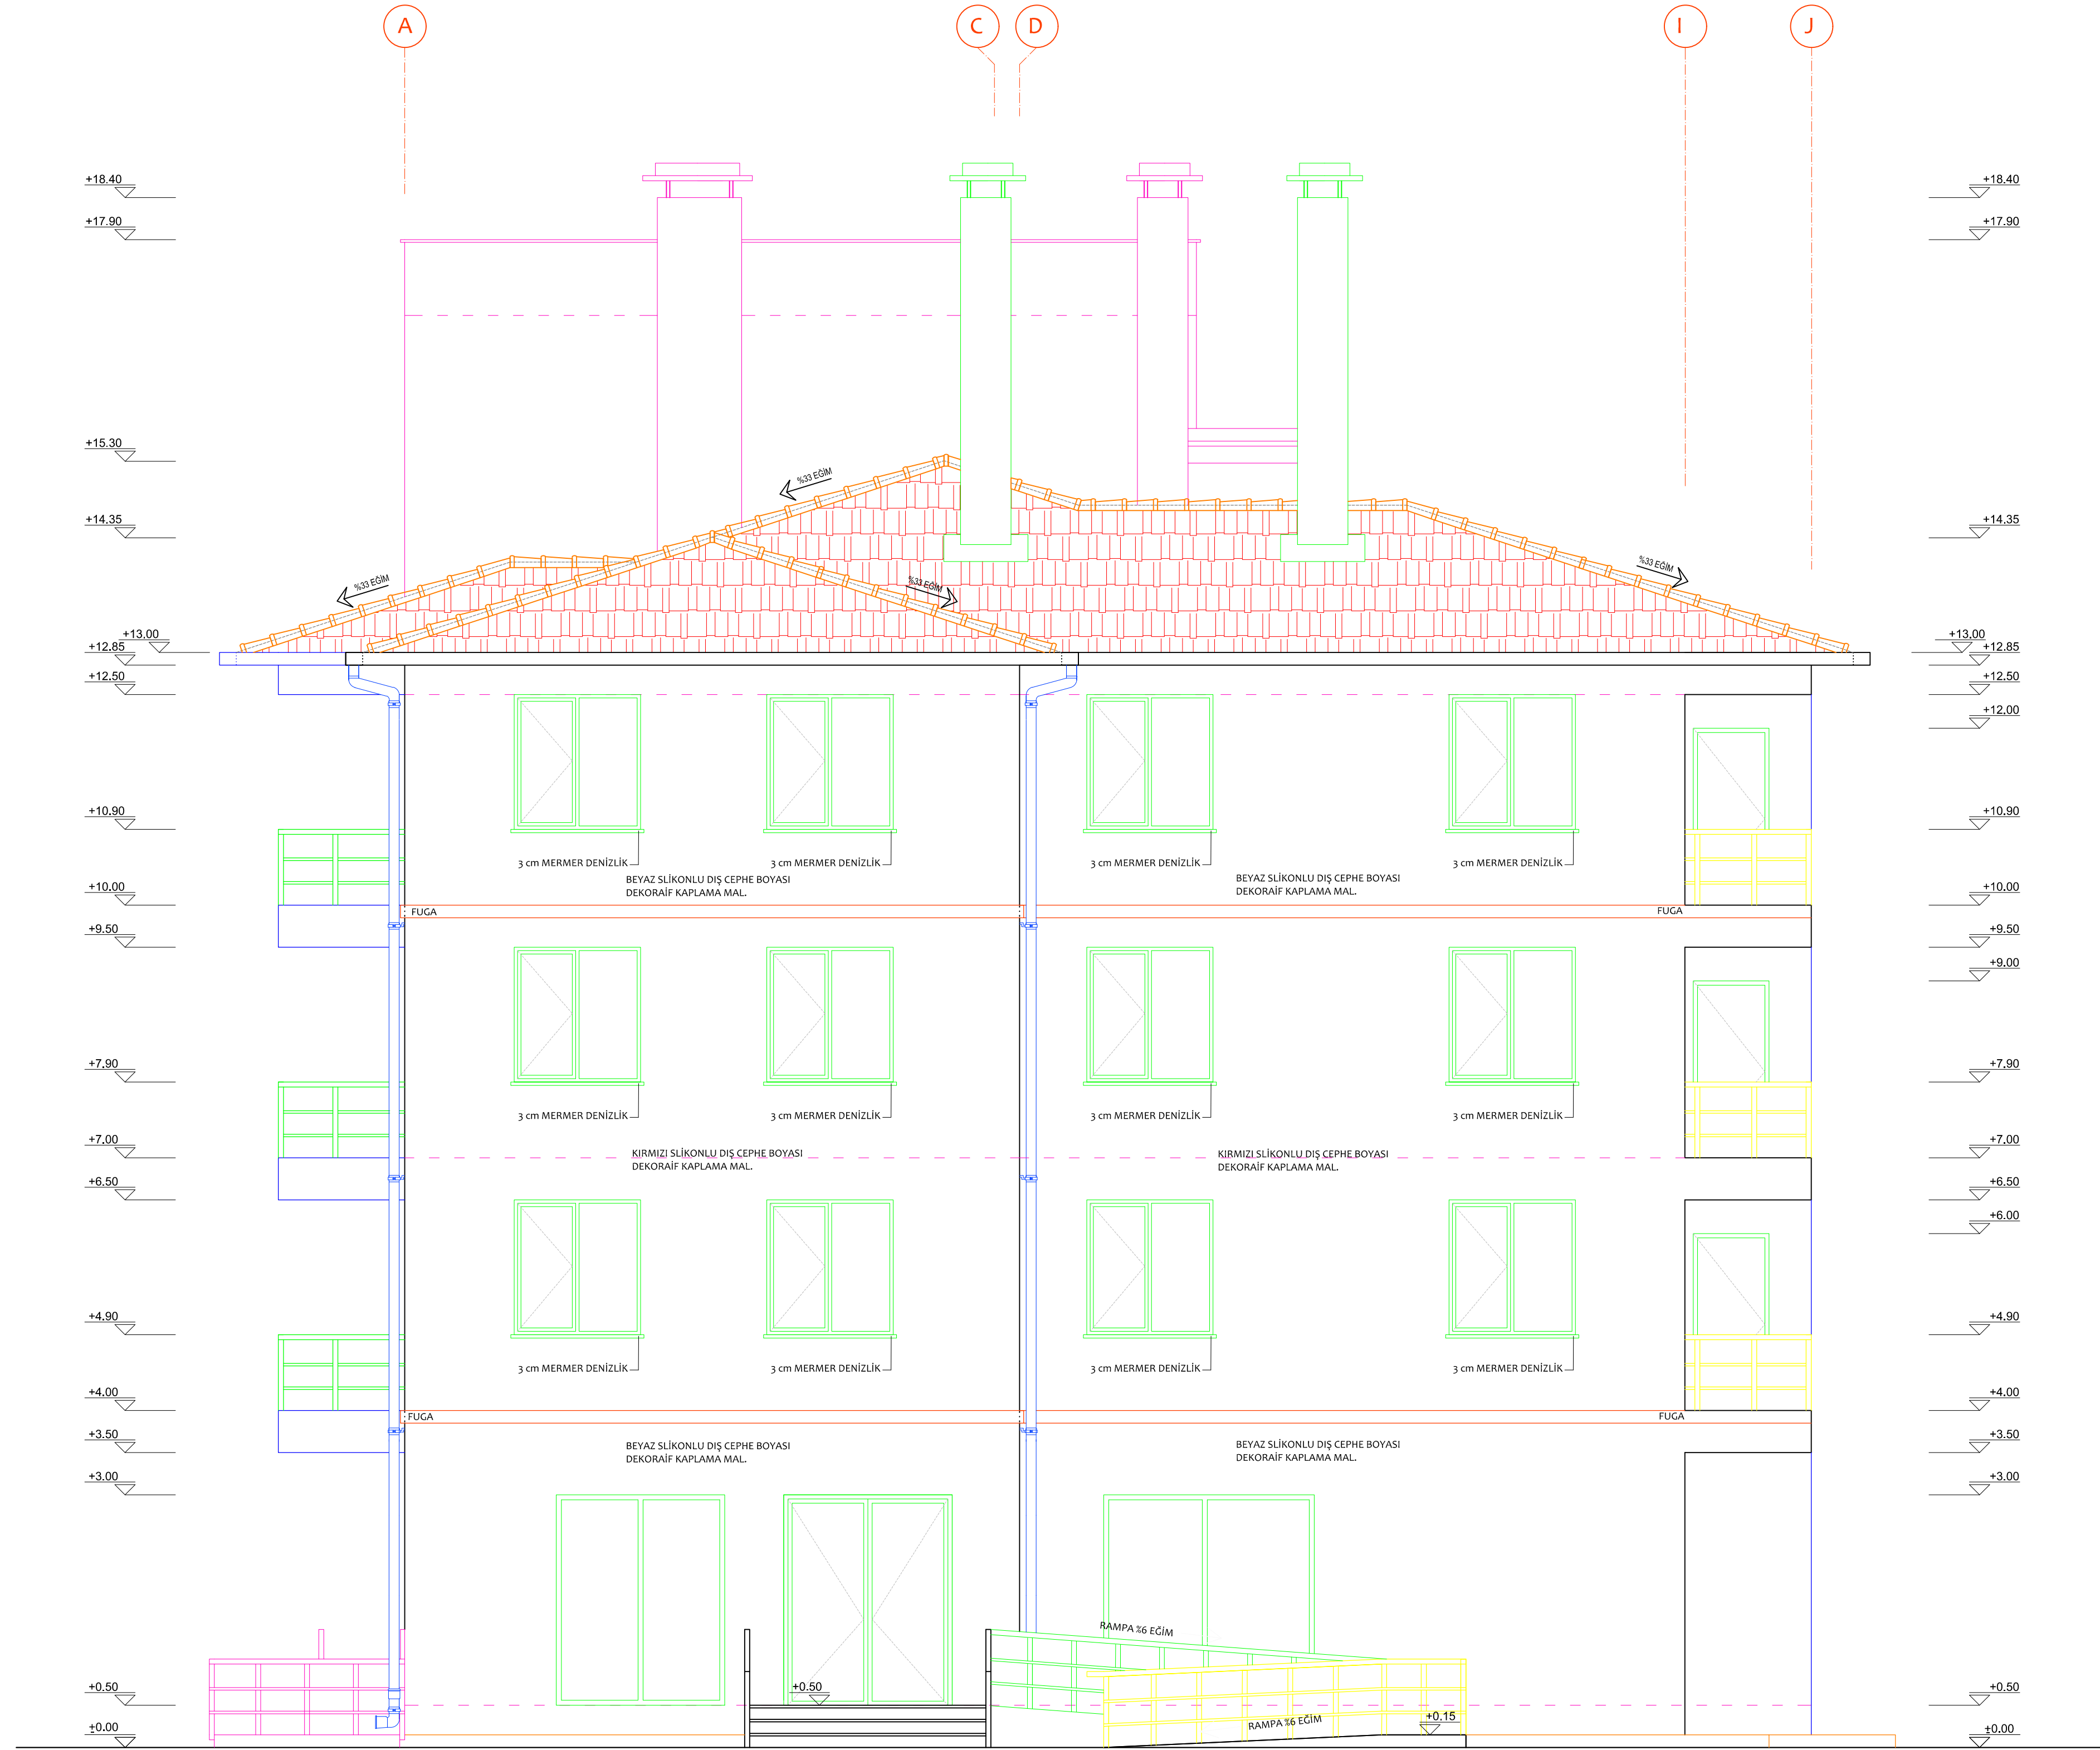 A
C
D
I
J
+18.40
+18.40
+17.90
+17.90
+15.30
%33 EĞİM
+14.35
+14.35
%33 EĞİM
%33 EĞİM
%33 EĞİM
+13.00
+13.00
+12.85
+12.85
+12.50
+12.50
+12.00
+10.90
+10.90
3 cm MERMER DENİZLİK
3 cm MERMER DENİZLİK
3 cm MERMER DENİZLİK
3 cm MERMER DENİZLİK
BEYAZ SLİKONLU DIŞ CEPHE BOYASI
DEKORAİF KAPLAMA MAL.
BEYAZ SLİKONLU DIŞ CEPHE BOYASI
DEKORAİF KAPLAMA MAL.
+10.00
+10.00
FUGA
FUGA
+9.50
+9.50
+9.00
+7.90
+7.90
3 cm MERMER DENİZLİK
3 cm MERMER DENİZLİK
3 cm MERMER DENİZLİK
3 cm MERMER DENİZLİK
+7.00
+7.00
KIRMIZI SLİKONLU DIŞ CEPHE BOYASI
DEKORAİF KAPLAMA MAL.
KIRMIZI SLİKONLU DIŞ CEPHE BOYASI
DEKORAİF KAPLAMA MAL.
+6.50
+6.50
+6.00
+4.90
+4.90
3 cm MERMER DENİZLİK
3 cm MERMER DENİZLİK
3 cm MERMER DENİZLİK
3 cm MERMER DENİZLİK
+4.00
+4.00
FUGA
FUGA
+3.50
+3.50
BEYAZ SLİKONLU DIŞ CEPHE BOYASI
DEKORAİF KAPLAMA MAL.
BEYAZ SLİKONLU DIŞ CEPHE BOYASI
DEKORAİF KAPLAMA MAL.
+3.00
+3.00
RAMPA %6 EĞİM
+0.50
+0.50
+0.50
RAMPA %6 EĞİM
+0.15
±0.00
±0.00